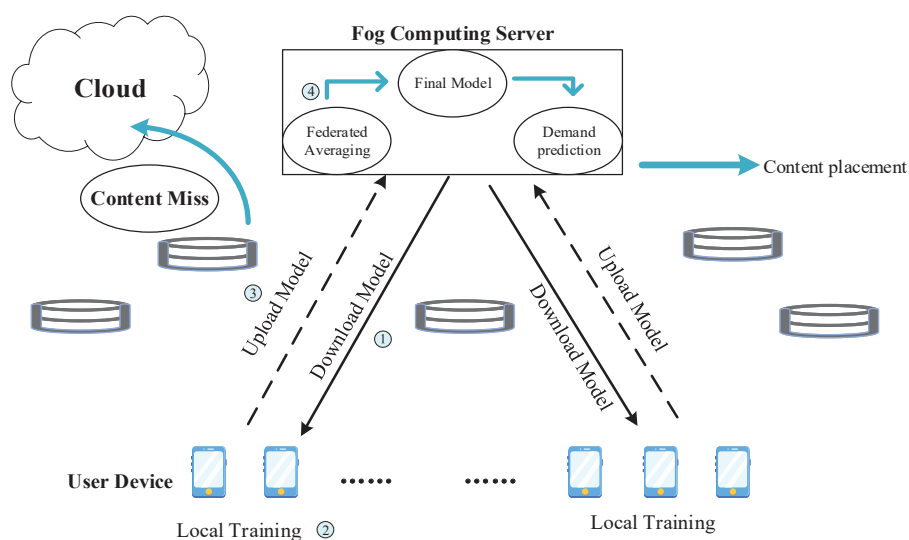 Fog Computing Server
Cloud
④
Final Model
Federated
Averaging
Demand
prediction
Content placement
Content Miss
③
Upload Model
Download Model
①
Download Model
Upload Model
User Device
......
......
Local Training ②
Local Training